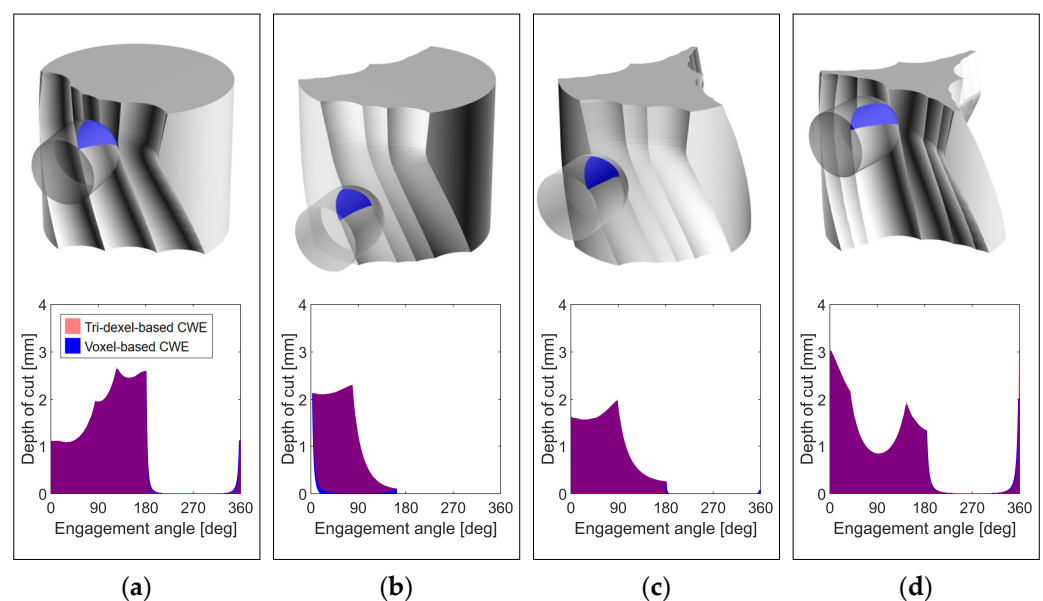 4
3
2
1
0
Depth of cut [mm]
Tri-dexel-based CWE
Voxel-based CWE
0 90 180 270 360
Engagement angle [deg]
(a)
4
3
2
1
0
Depth of cut [mm]
0 90 180 270 360
Engagement angle [deg]
(b)
4
3
2
1
0
Depth of cut [mm]
0 90 180 270 360
Engagement angle [deg]
(c)
4
3
2
1
0
Depth of cut [mm]
0 90 180 270 360
Engagement angle [deg]
(d)